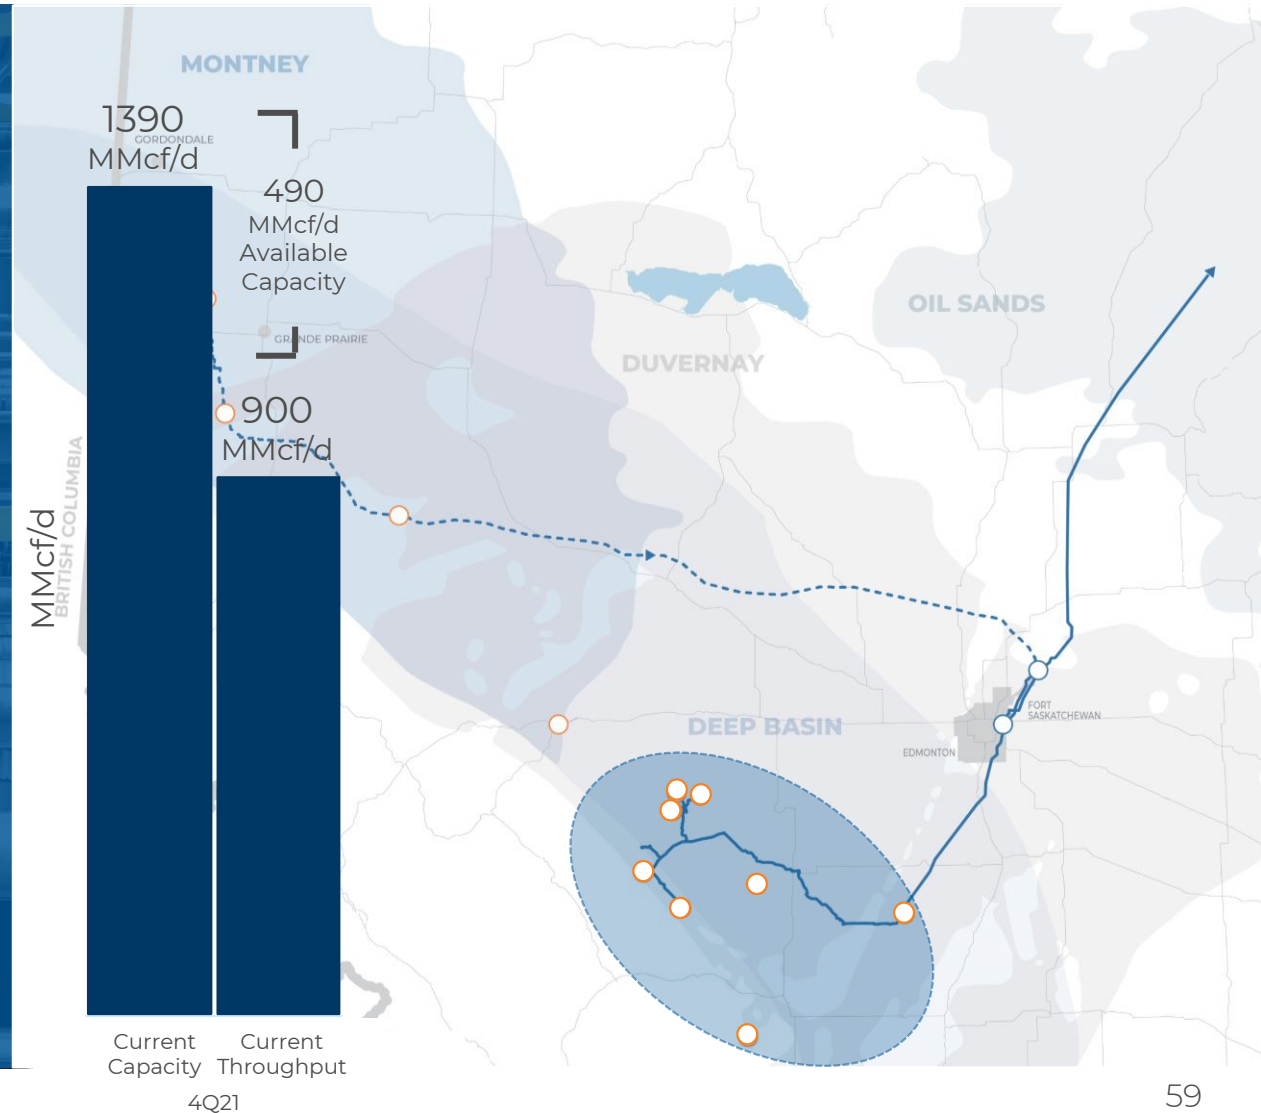 MONTNEY
1390
MMcf/d
GORDONDALE
490
MMcf/d
Available
Capacity
GRANDE PRAIRIE
OIL SANDS
DUVERNAY
900
MMcf/d
MMcf/d
BRITISH COLUMBIA
DEEP BASIN
FORT
SASKATCHEWAN
EDMONTON
Current
Capacity
Current
Throughput
4Q21
59